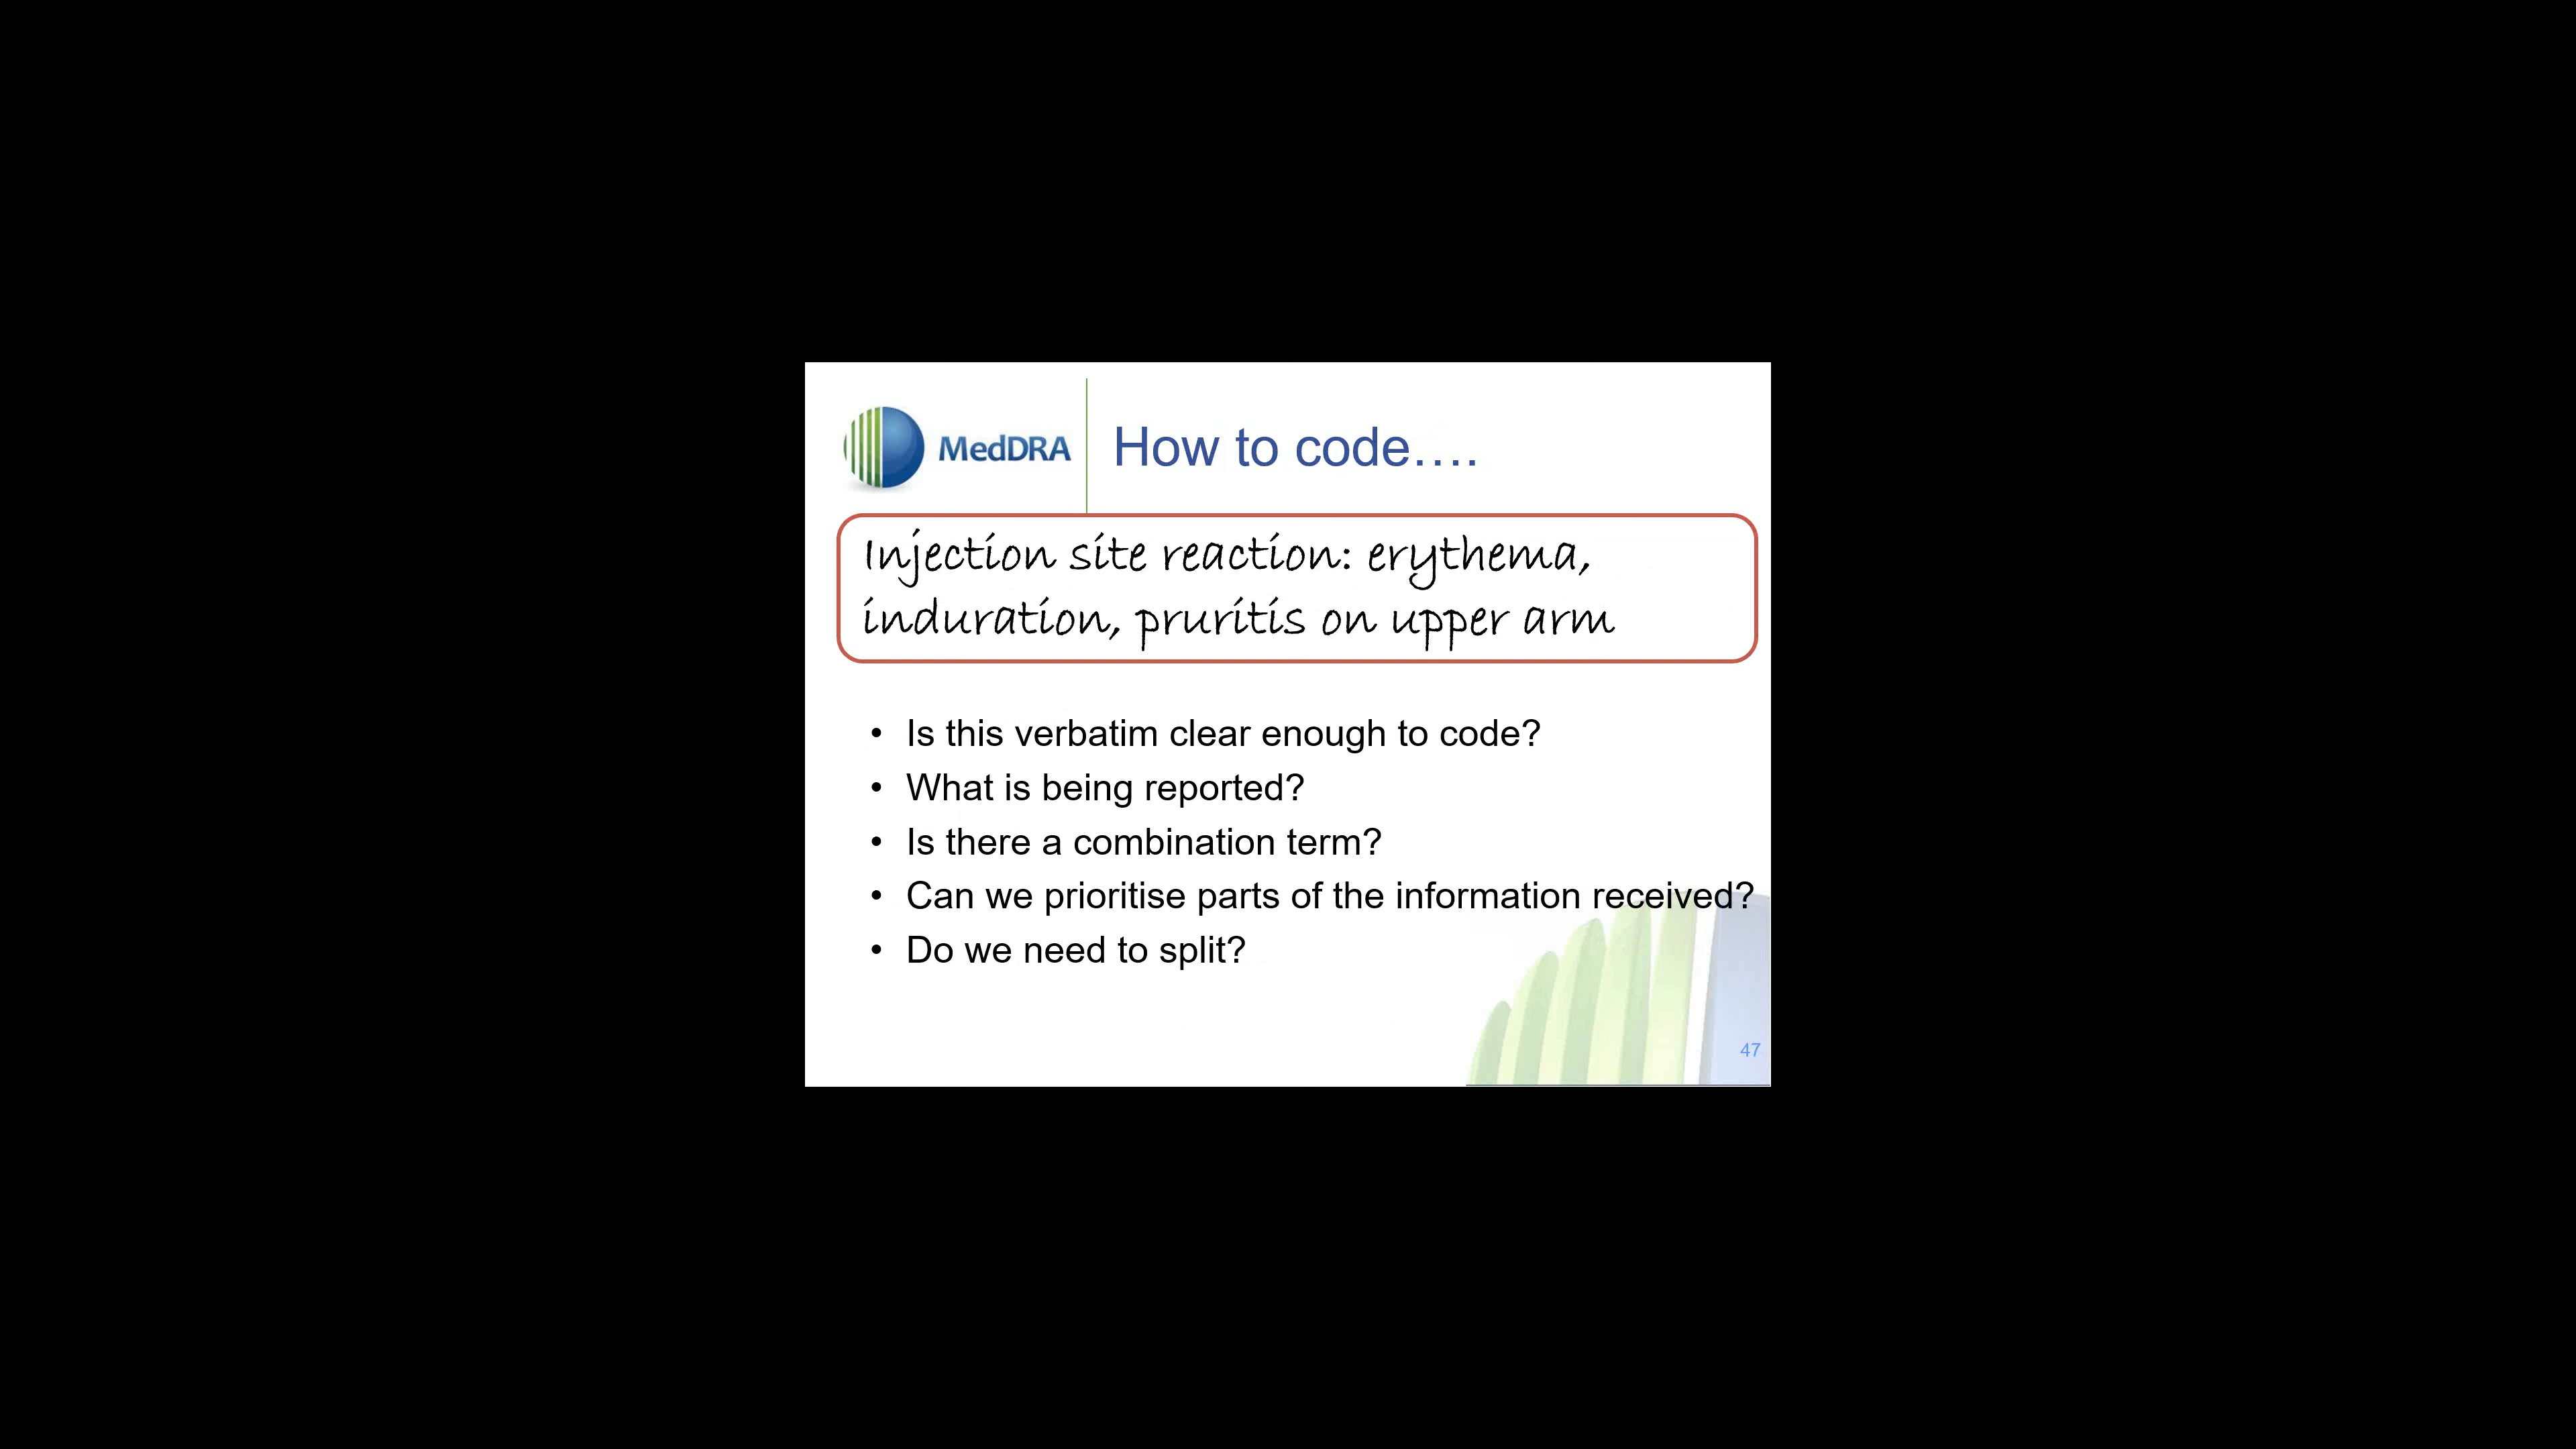 MedDRA
How to code….
Injection site reaction: erythema,
induration, pruritis on upper arm
• Is this verbatim clear enough to code?
• What is being reported?
• Is there a combination term?
• Can we prioritise parts of the information received?
• Do we need to split?
47